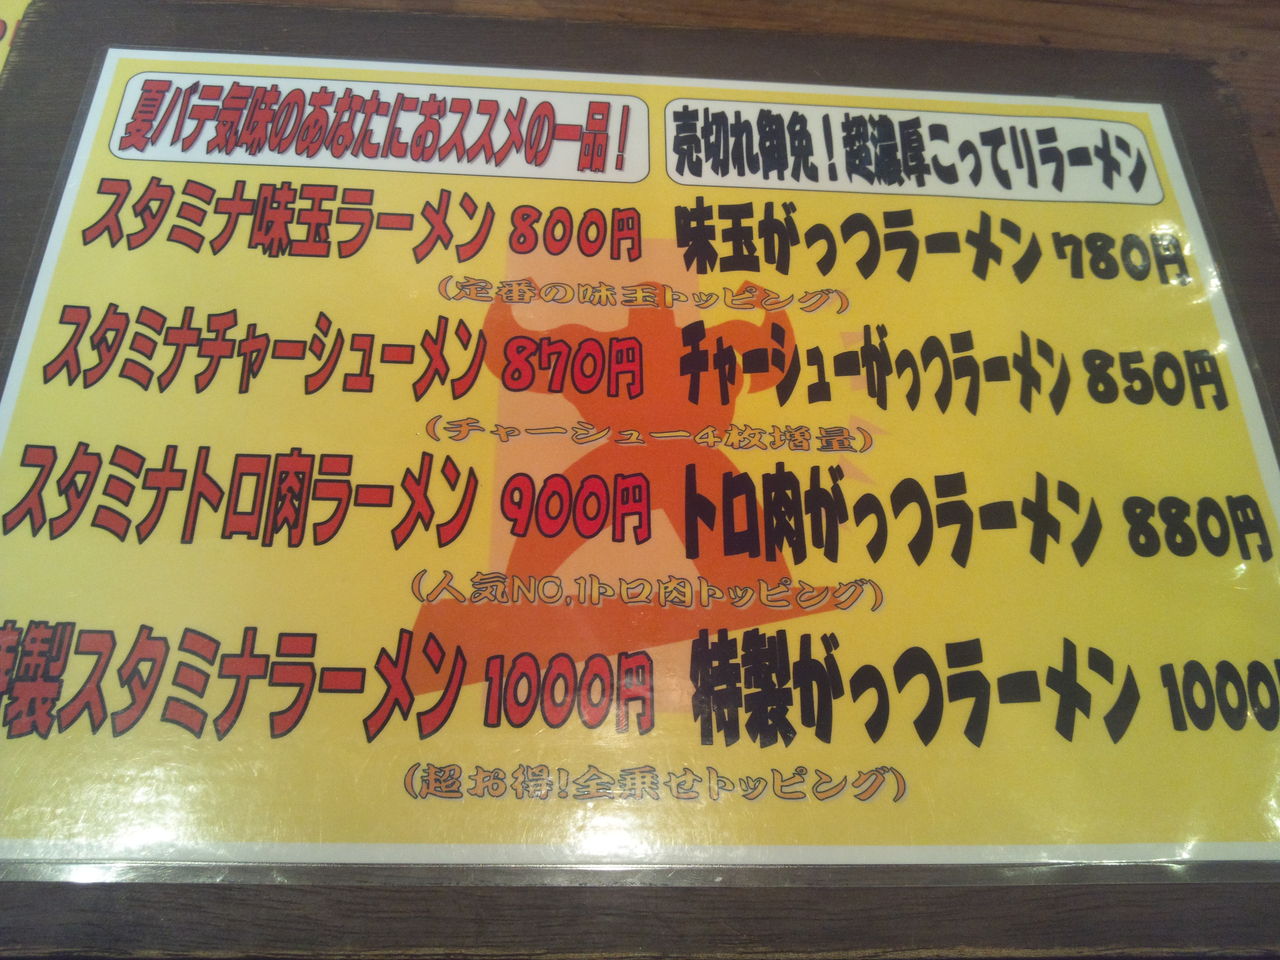 夏バテ気味のあなたにおススメの一品！
売切れ御免！超濃厚こってりラーメン
スタミナ味玉ラーメン 800円
味玉がっつラーメン 780円
(定番の味玉トッピング)
スタミナチャーシューメン 870円
チャーシューがっつラーメン 850円
(チャーシュー4枚増量)
スタミナトロ肉ラーメン 900円
トロ肉がっつラーメン 880円
(人気NO,1トロ肉トッピング)
特製スタミナラーメン 1000円
特製がっつラーメン 1000
(超お得!全乗せトッピング)